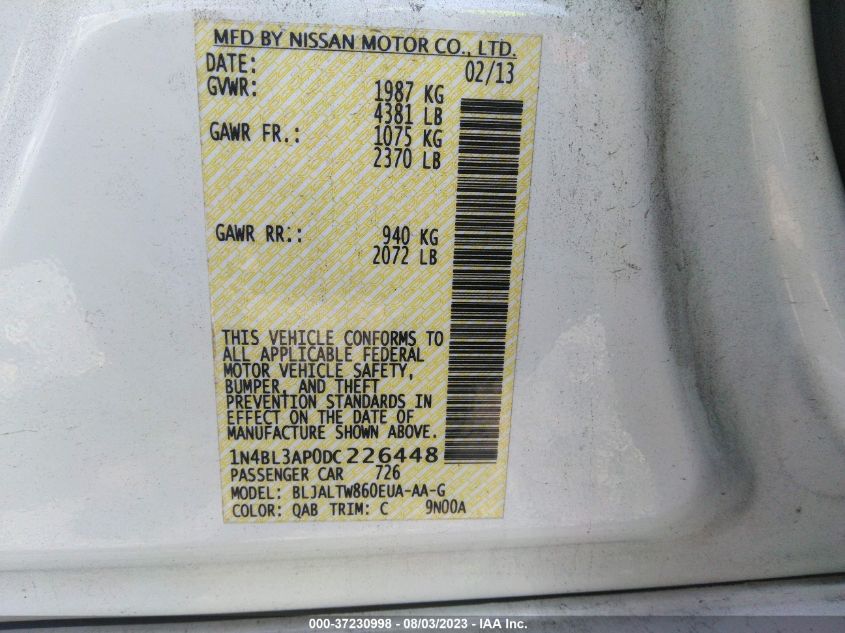 MFD BY NISSAN MOTOR CO., LTD.
DATE: 02/13
GVWR: 1987 KG
4381 LB
GAWR FR.: 1075 KG
2370 LB
GAWR RR.: 940 KG
2072 LB
THIS VEHICLE CONFORMS TO
ALL APPLICABLE FEDERAL
MOTOR VEHICLE SAFETY,
BUMPER, AND THEFT
PREVENTION STANDARDS IN
EFFECT ON THE DATE OF
MANUFACTURE SHOWN ABOVE.
1N4BL3AP0DC226448
PASSENGER CAR 726
MODEL: BLJALTW860EUA-AA-G
COLOR: QAB TRIM: C 9N00A
000-37230998 - 08/03/2023 - IAA Inc.